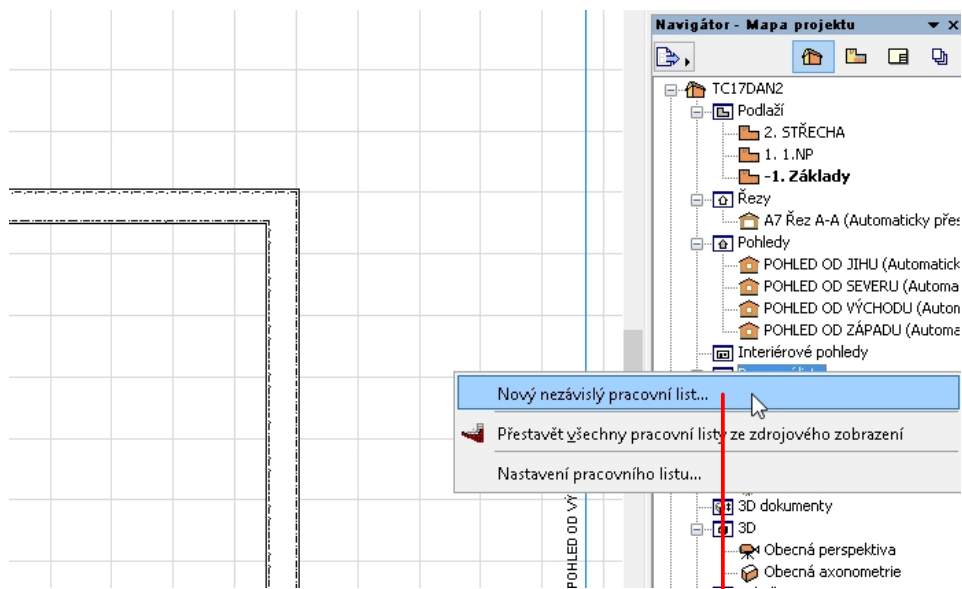 Navigátor - Mapa projektu
TC17DAN2
Podlaží
2. STŘECHA
1. 1.NP
-1. Základy
Řezy
A7 Řez A-A (Automaticky přes
Pohledy
POHLED OD JIHU (Automatick
POHLED OD SEVERU (Automa
POHLED OD VÝCHODU (Auton
POHLED OD ZÁPADU (Automa
Interiérové pohledy
Nový nezávislý pracovní list...
Přestavět všechny pracovní listy ze zdrojového zobrazení
Nastavení pracovního listu...
3D dokumenty
3D
Obecná perspektiva
Obecná axonometrie
POHLED OD VÝ